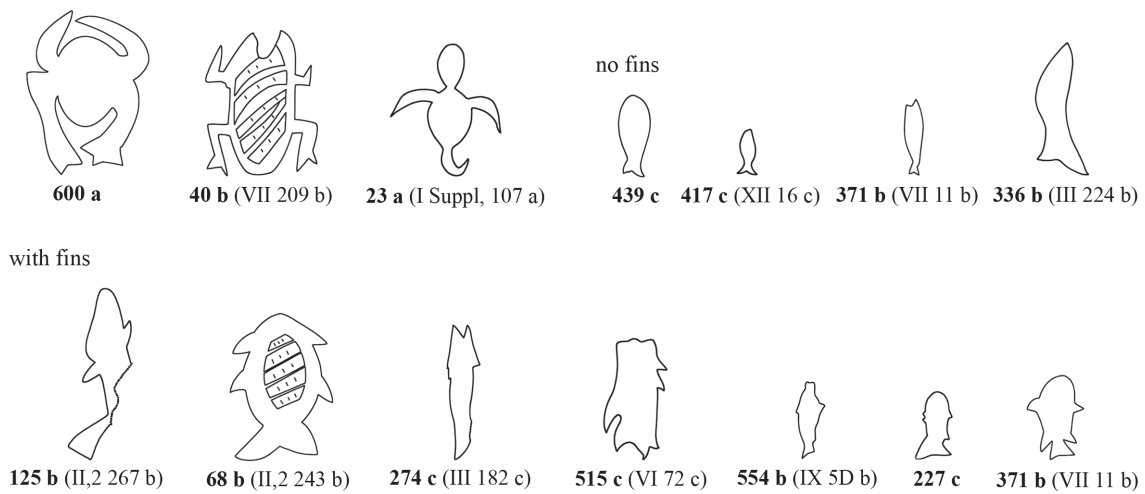 no fins
600 a
40 b (VII 209 b)
23 a (I Suppl, 107 a)
439 c
417 c (XII 16 c)
371 b (VII 11 b)
336 b (III 224 b)
with fins
125 b (II,2 267 b)
68 b (II,2 243 b)
274 c (III 182 c)
515 c (VI 72 c)
554 b (IX 5D b)
227 c
371 b (VII 11 b)